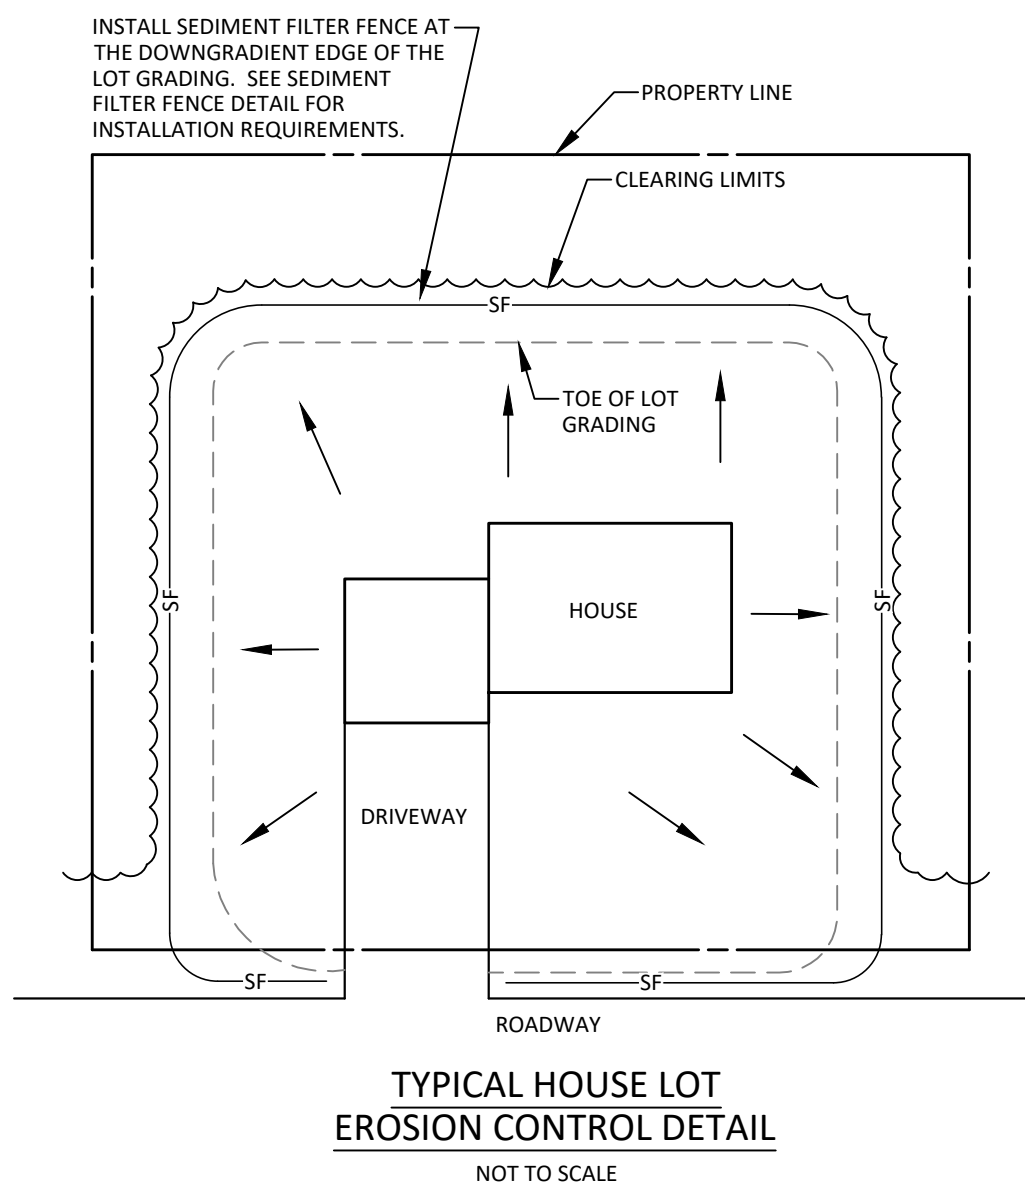 INSTALL SEDIMENT FILTER FENCE AT
THE DOWNGRADIENT EDGE OF THE
LOT GRADING.  SEE SEDIMENT
FILTER FENCE DETAIL FOR
INSTALLATION REQUIREMENTS.
PROPERTY LINE
CLEARING LIMITS
SF
TOE OF LOT
GRADING
SF
HOUSE
SF
DRIVEWAY
SF
SF
ROADWAY
TYPICAL HOUSE LOT
EROSION CONTROL DETAIL
NOT TO SCALE